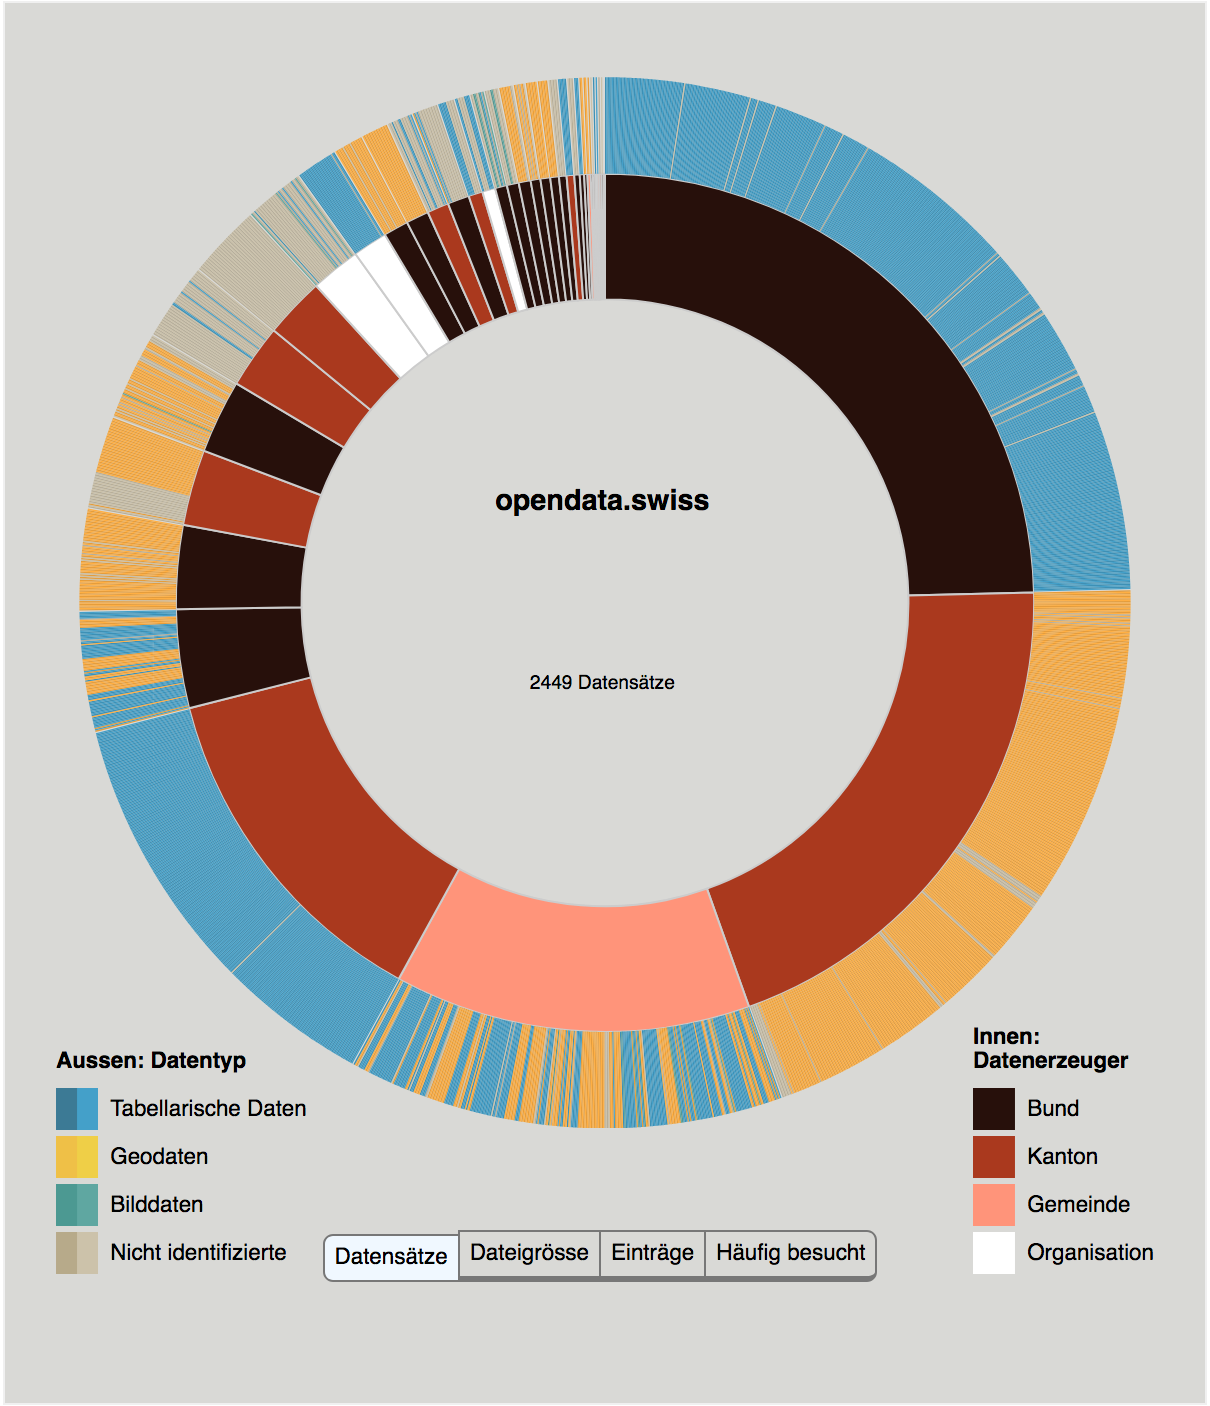 opendata.swiss
2449 Datensätze
Aussen: Datentyp
Tabellarische Daten
Geodaten
Bilddaten
Nicht identifizierte
Innen:
Datenerzeuger
Bund
Kanton
Gemeinde
Organisation
Datensätze
Dateigrösse
Einträge
Häufig besucht